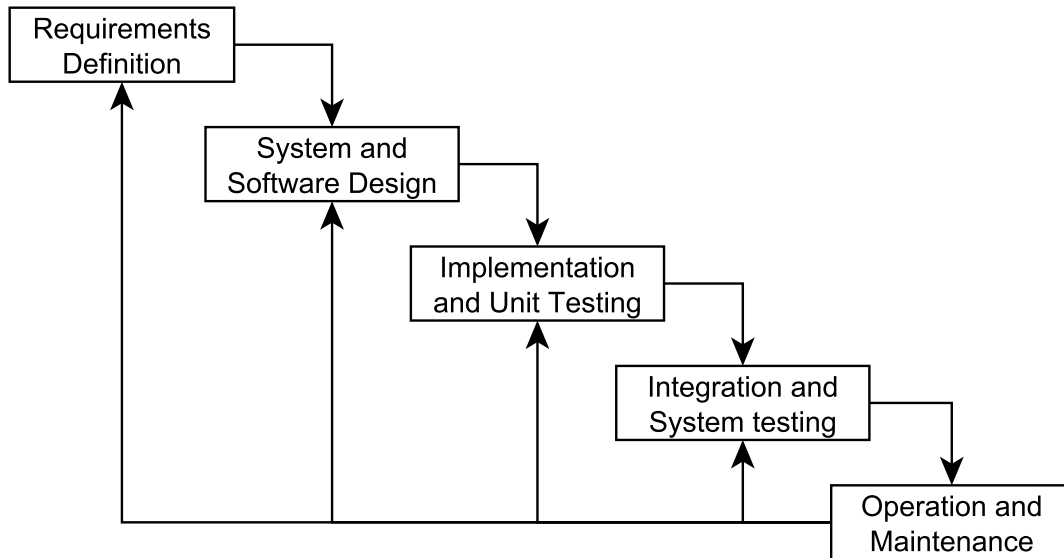 Requirements
Definition
System and
Software Design
Implementation
and Unit Testing
Integration and
System testing
Operation and
Maintenance